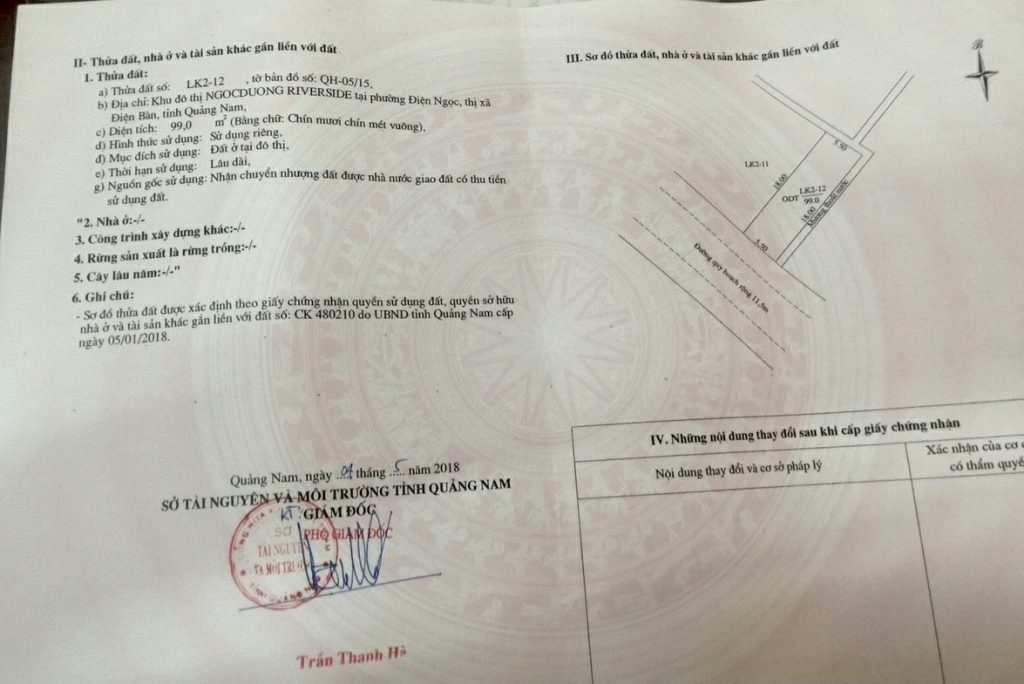 II- Thửa đất, nhà ở và tài sản khác gắn liền với đất
1. Thửa đất:
a) Thửa đất số: LK2-12 , tờ bản đồ số: QH-05/15,
b) Địa chỉ: Khu đô thị NGOCDUONG RIVERSIDE tại phường Điện Ngọc, thị xã
Điện Bàn, tỉnh Quảng Nam,
c) Diện tích: 99,0 m² (Bằng chữ: Chín mươi chín mét vuông),
d) Hình thức sử dụng: Sử dụng riêng,
đ) Mục đích sử dụng: Đất ở tại đô thị,
e) Thời hạn sử dụng: Lâu dài,
g) Nguồn gốc sử dụng: Nhận chuyển nhượng đất được nhà nước giao đất có thu tiền
sử dụng đất.
"2. Nhà ở:-/-
3. Công trình xây dựng khác:-/-
4. Rừng sản xuất là rừng trồng:-/-
5. Cây lâu năm:-/-"
6. Ghi chú:
- Sơ đồ thửa đất được xác định theo giấy chứng nhận quyền sử dụng đất, quyền sở hữu
nhà ở và tài sản khác gắn liền với đất số: CK 480210 do UBND tỉnh Quảng Nam cấp
ngày 05/01/2018.
Quảng Nam, ngày 04 tháng 5 năm 2018
SỞ TÀI NGUYÊN VÀ MÔI TRƯỜNG TỈNH QUẢNG NAM
KT. GIÁM ĐỐC
PHÓ GIÁM ĐỐC
SỞ
TÀI NGUYÊN
VÀ MÔI TRƯỜNG
TỈNH QUẢNG NAM
Trần Thanh Hà
III. Sơ đồ thửa đất, nhà ở và tài sản khác gắn liền với đất
B
5.50
LK2-11
18.00
ODT LK2-12
99.0
18.00
Mương thoát nước
5.50
Đường quy hoạch rộng 11,5m
IV. Những nội dung thay đổi sau khi cấp giấy chứng nhận
Nội dung thay đổi và cơ sở pháp lý
Xác nhận của cơ
có thẩm quyề